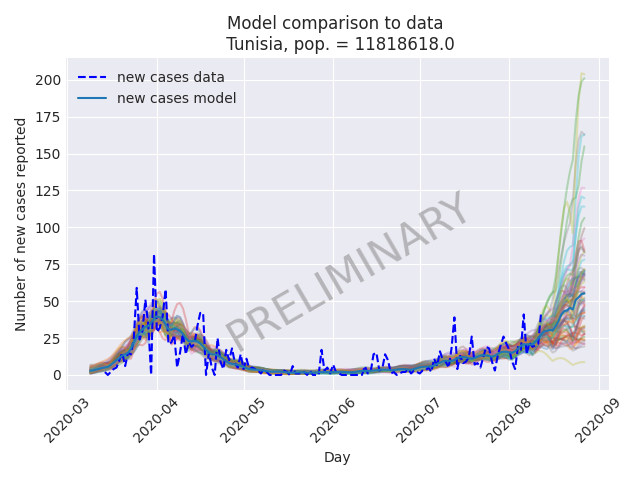 Model comparison to data
Tunisia, pop. = 11818618.0
new cases data
new cases model
Number of new cases reported
200
175
150
125
100
75
50
25
0
PRELIMINARY
2020-03
2020-04
2020-05
2020-06
2020-07
2020-08
2020-09
Day